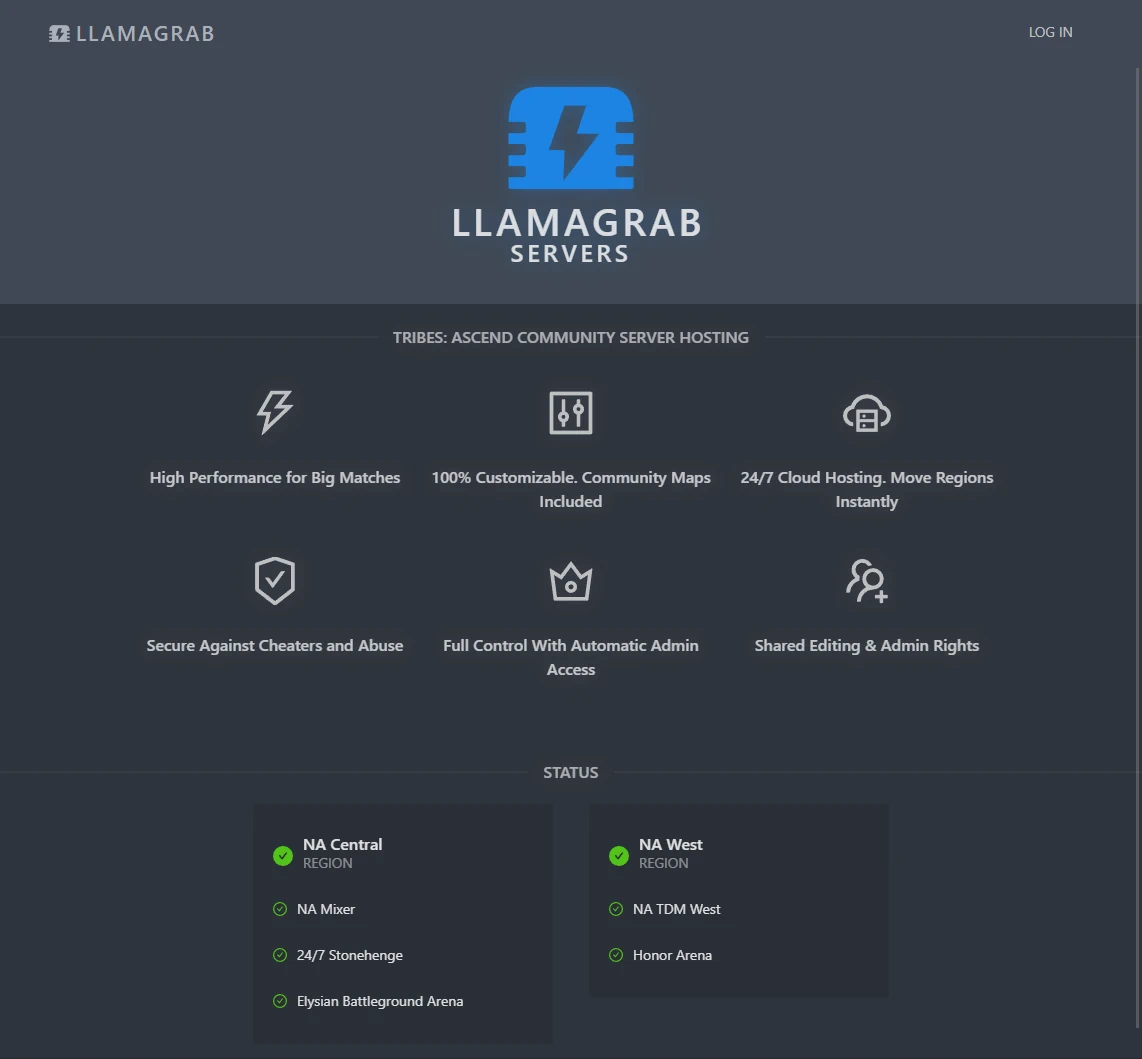 LLAMAGRAB
LOG IN
LLAMAGRAB
SERVERS
TRIBES: ASCEND COMMUNITY SERVER HOSTING
High Performance for Big Matches
100% Customizable. Community Maps
Included
24/7 Cloud Hosting. Move Regions
Instantly
Secure Against Cheaters and Abuse
Full Control With Automatic Admin
Access
Shared Editing & Admin Rights
STATUS
NA Central
REGION
NA Mixer
24/7 Stonehenge
Elysian Battleground Arena
NA West
REGION
NA TDM West
Honor Arena